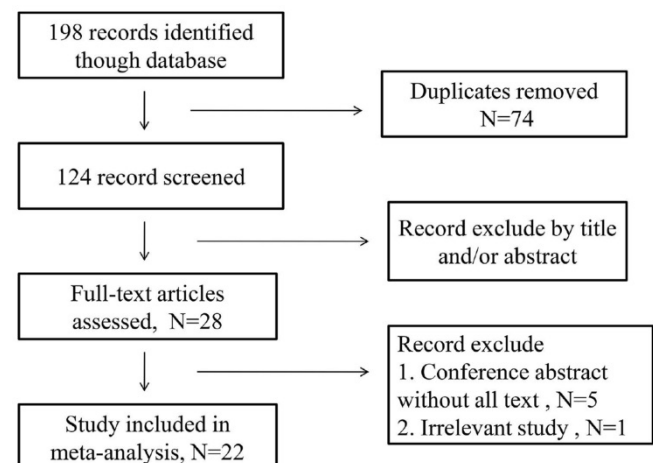 198 records identified
though database
Duplicates removed
N=74
124 record screened
Record exclude by title
and/or abstract
Full-text articles
assessed, N=28
Record exclude
1. Conference abstract
without all text , N=5
2. Irrelevant study , N=1
Study included in
meta-analysis, N=22